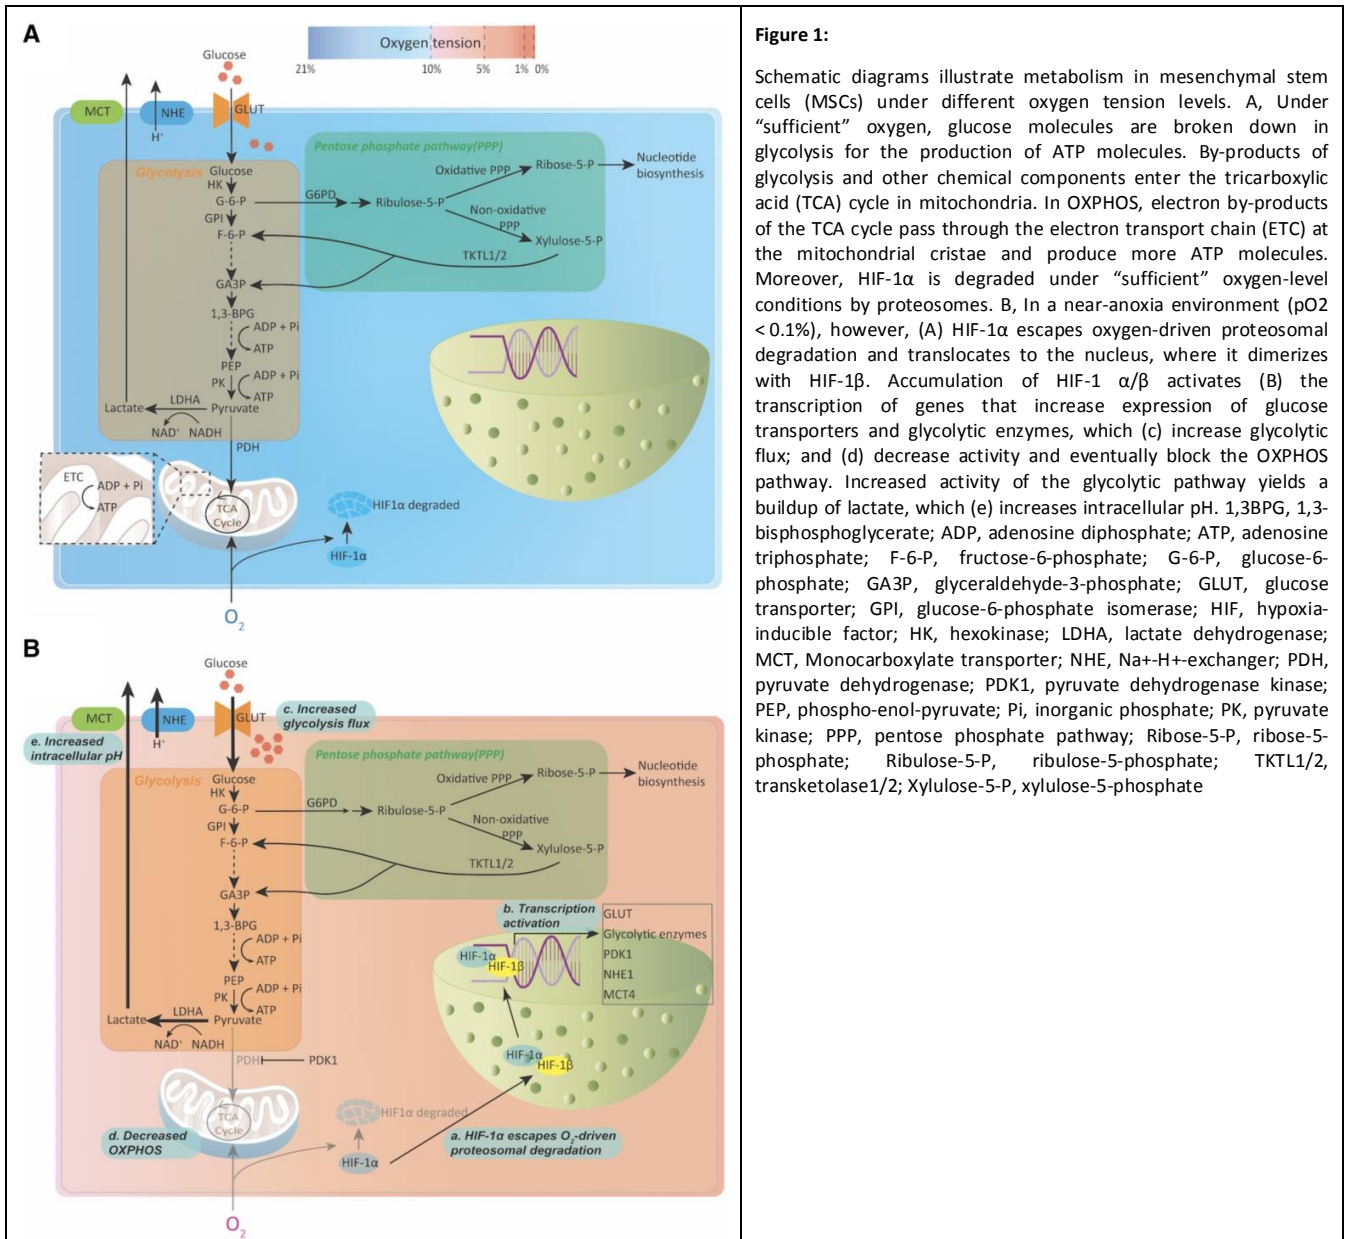 A
Oxygen tension
21%
10%
5%
1%
0%
Glucose
MCT
NHE
GLUT
H⁺
Glycolysis
Glucose
HK
G-6-P
GPI
F-6-P
GA3P
1,3-BPG
ADP + Pi
ATP
PEP
PK
ADP + Pi
ATP
Lactate
LDHA
Pyruvate
NAD⁺
NADH
PDH
Pentose phosphate pathway(PPP)
G6PD
Ribulose-5-P
Oxidative PPP
Ribose-5-P
Nucleotide
biosynthesis
Non-oxidative
PPP
Xylulose-5-P
TKTL1/2
ETC
ADP + Pi
ATP
TCA
Cycle
HIF1α degraded
HIF-1α
O₂
B
Glucose
MCT
NHE
GLUT
H⁺
c. Increased
glycolysis flux
e. Increased
intracellular pH
Glycolysis
Glucose
HK
G-6-P
GPI
F-6-P
GA3P
1,3-BPG
ADP + Pi
ATP
PEP
PK
ADP + Pi
ATP
Lactate
LDHA
Pyruvate
NAD⁺
NADH
PDH
PDK1
Pentose phosphate pathway(PPP)
G6PD
Ribulose-5-P
Oxidative PPP
Ribose-5-P
Nucleotide
biosynthesis
Non-oxidative
PPP
Xylulose-5-P
TKTL1/2
b. Transcription
activation
GLUT
Glycolytic enzymes
PDK1
NHE1
MCT4
HIF-1α
HIF-1β
HIF-1α
HIF-1β
TCA
Cycle
d. Decreased
OXPHOS
HIF1α degraded
HIF-1α
a. HIF-1α escapes O₂-driven
proteosomal degradation
O₂
Figure 1:
Schematic diagrams illustrate metabolism in mesenchymal stem
cells (MSCs) under different oxygen tension levels. A, Under
“sufficient” oxygen, glucose molecules are broken down in
glycolysis for the production of ATP molecules. By-products of
glycolysis and other chemical components enter the tricarboxylic
acid (TCA) cycle in mitochondria. In OXPHOS, electron by-products
of the TCA cycle pass through the electron transport chain (ETC) at
the mitochondrial cristae and produce more ATP molecules.
Moreover, HIF-1α is degraded under “sufficient” oxygen-level
conditions by proteosomes. B, In a near-anoxia environment (pO2
< 0.1%), however, (A) HIF-1α escapes oxygen-driven proteosomal
degradation and translocates to the nucleus, where it dimerizes
with HIF-1β. Accumulation of HIF-1 α/β activates (B) the
transcription of genes that increase expression of glucose
transporters and glycolytic enzymes, which (c) increase glycolytic
flux; and (d) decrease activity and eventually block the OXPHOS
pathway. Increased activity of the glycolytic pathway yields a
buildup of lactate, which (e) increases intracellular pH. 1,3BPG, 1,3-
bisphosphoglycerate; ADP, adenosine diphosphate; ATP, adenosine
triphosphate; F-6-P, fructose-6-phosphate; G-6-P, glucose-6-
phosphate; GA3P, glyceraldehyde-3-phosphate; GLUT, glucose
transporter; GPI, glucose-6-phosphate isomerase; HIF, hypoxia-
inducible factor; HK, hexokinase; LDHA, lactate dehydrogenase;
MCT, Monocarboxylate transporter; NHE, Na+-H+-exchanger; PDH,
pyruvate dehydrogenase; PDK1, pyruvate dehydrogenase kinase;
PEP, phospho-enol-pyruvate; Pi, inorganic phosphate; PK, pyruvate
kinase; PPP, pentose phosphate pathway; Ribose-5-P, ribose-5-
phosphate; Ribulose-5-P, ribulose-5-phosphate; TKTL1/2,
transketolase1/2; Xylulose-5-P, xylulose-5-phosphate